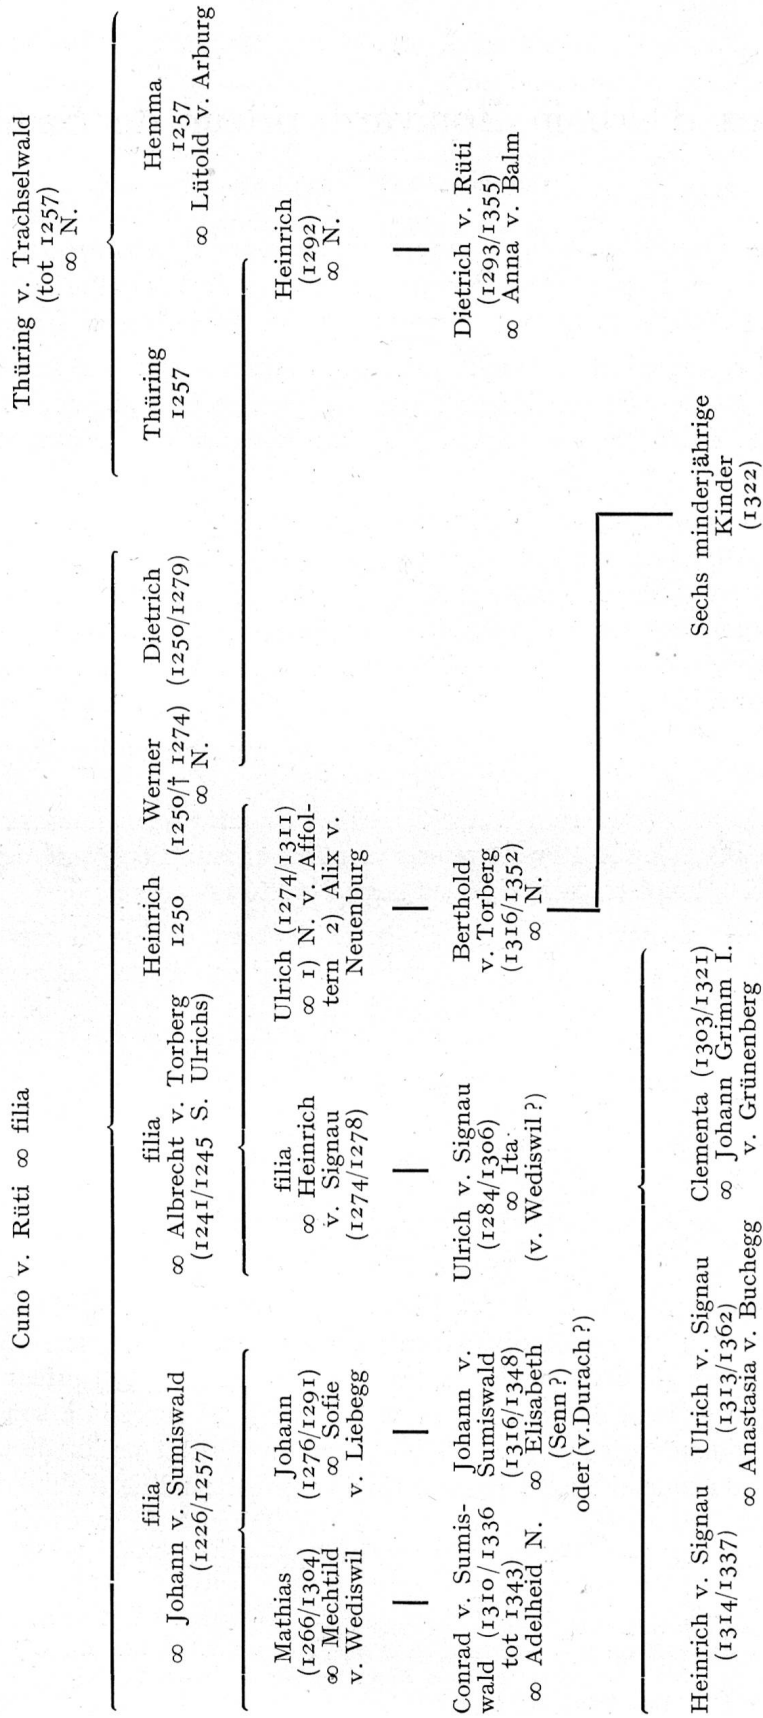 Cuno v. Rüti ∞ filia
Thüring v. Trachselwald
(tot 1257)
∞ N.
filia
∞ Johann v. Sumiswald
(1226/1257)
filia
∞ Albrecht v. Torberg
(1241/1245 S. Ulrichs)
Heinrich
1250
Werner
(1250/† 1274)
∞ N.
Dietrich
(1250/1279)
Thüring
1257
Hemma
1257
∞ Lütold v. Arburg
Mathias
(1266/1304)
∞ Mechtild
v. Wediswil
Johann
(1276/1291)
∞ Sofie
v. Liebegg
filia
∞ Heinrich
v. Signau
(1274/1278)
Ulrich (1274/1311)
∞ 1) N. v. Affol-
tern 2) Alix v.
Neuenburg
Heinrich
(1292)
∞ N.
Conrad v. Sumis-
wald (1310/1336
tot 1343)
∞ Adelheid N.
Johann v.
Sumiswald
(1316/1348)
∞ Elisabeth
(Senn ?)
oder (v.Durach ?)
Ulrich v. Signau
(1284/1306)
∞ Ita
(v. Wediswil ?)
Berthold
v. Torberg
(1316/1352)
∞ N.
Dietrich v. Rüti
(1293/1355)
∞ Anna v. Balm
Heinrich v. Signau
(1314/1337)
Ulrich v. Signau
(1313/1362)
∞ Anastasia v. Buchegg
Clementa (1303/1321)
∞ Johann Grimm I.
v. Grünenberg
Sechs minderjährige
Kinder
(1322)